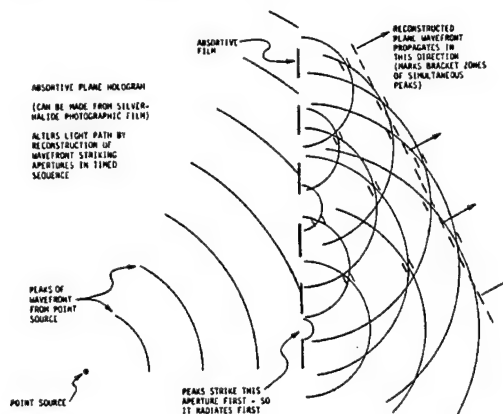 RECONSTRUCTED
PLANE WAVEFRONT
PROPAGATES IN
THIS DIRECTION
(MARKS BRACKET ZONES
OF SIMULTANEOUS
PEAKS)
ABSORTIVE
FILM
ABSORTIVE PLANE HOLOGRAM
(CAN BE MADE FROM SILVER-
HALIDE PHOTOGRAPHIC FILM)
ALTERS LIGHT PATH BY
RECONSTRUCTION OF
WAVEFRONT STRIKING
APERTURES IN TIMED
SEQUENCE
PEAKS OF
WAVEFRONT
FROM POINT
SOURCE
POINT SOURCE
PEAKS STRIKE THIS
APERTURE FIRST - SO
IT RADIATES FIRST